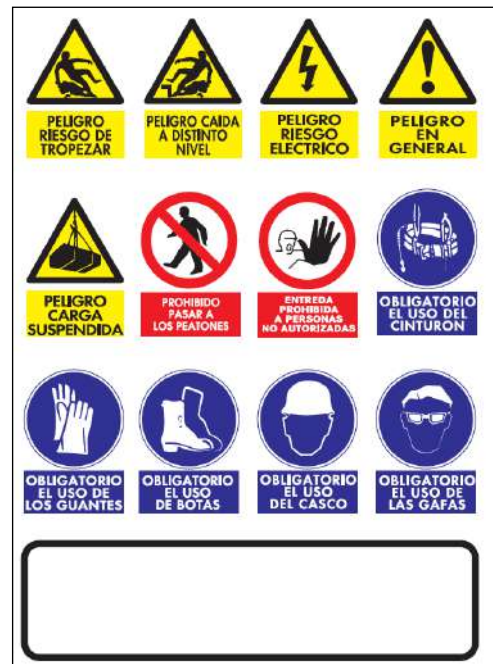 PELIGRO
RIESGO DE
TROPEZAR
PELIGRO CAÍDA
A DISTINTO
NIVEL
PELIGRO
RIESGO
ELECTRICO
PELIGRO
EN
GENERAL
PELIGRO
CARGA
SUSPENDIDA
PROHIBIDO
PASAR A
LOS PEATONES
ENTREDA
PROHIBIDA
A PERSONAS
NO AUTORIZADAS
OBLIGATORIO
EL USO DEL
CINTURON
OBLIGATORIO
EL USO DE
LOS GUANTES
OBLIGATORIO
EL USO
DE BOTAS
OBLIGATORIO
EL USO
DEL CASCO
OBLIGATORIO
EL USO DE
LAS GAFAS